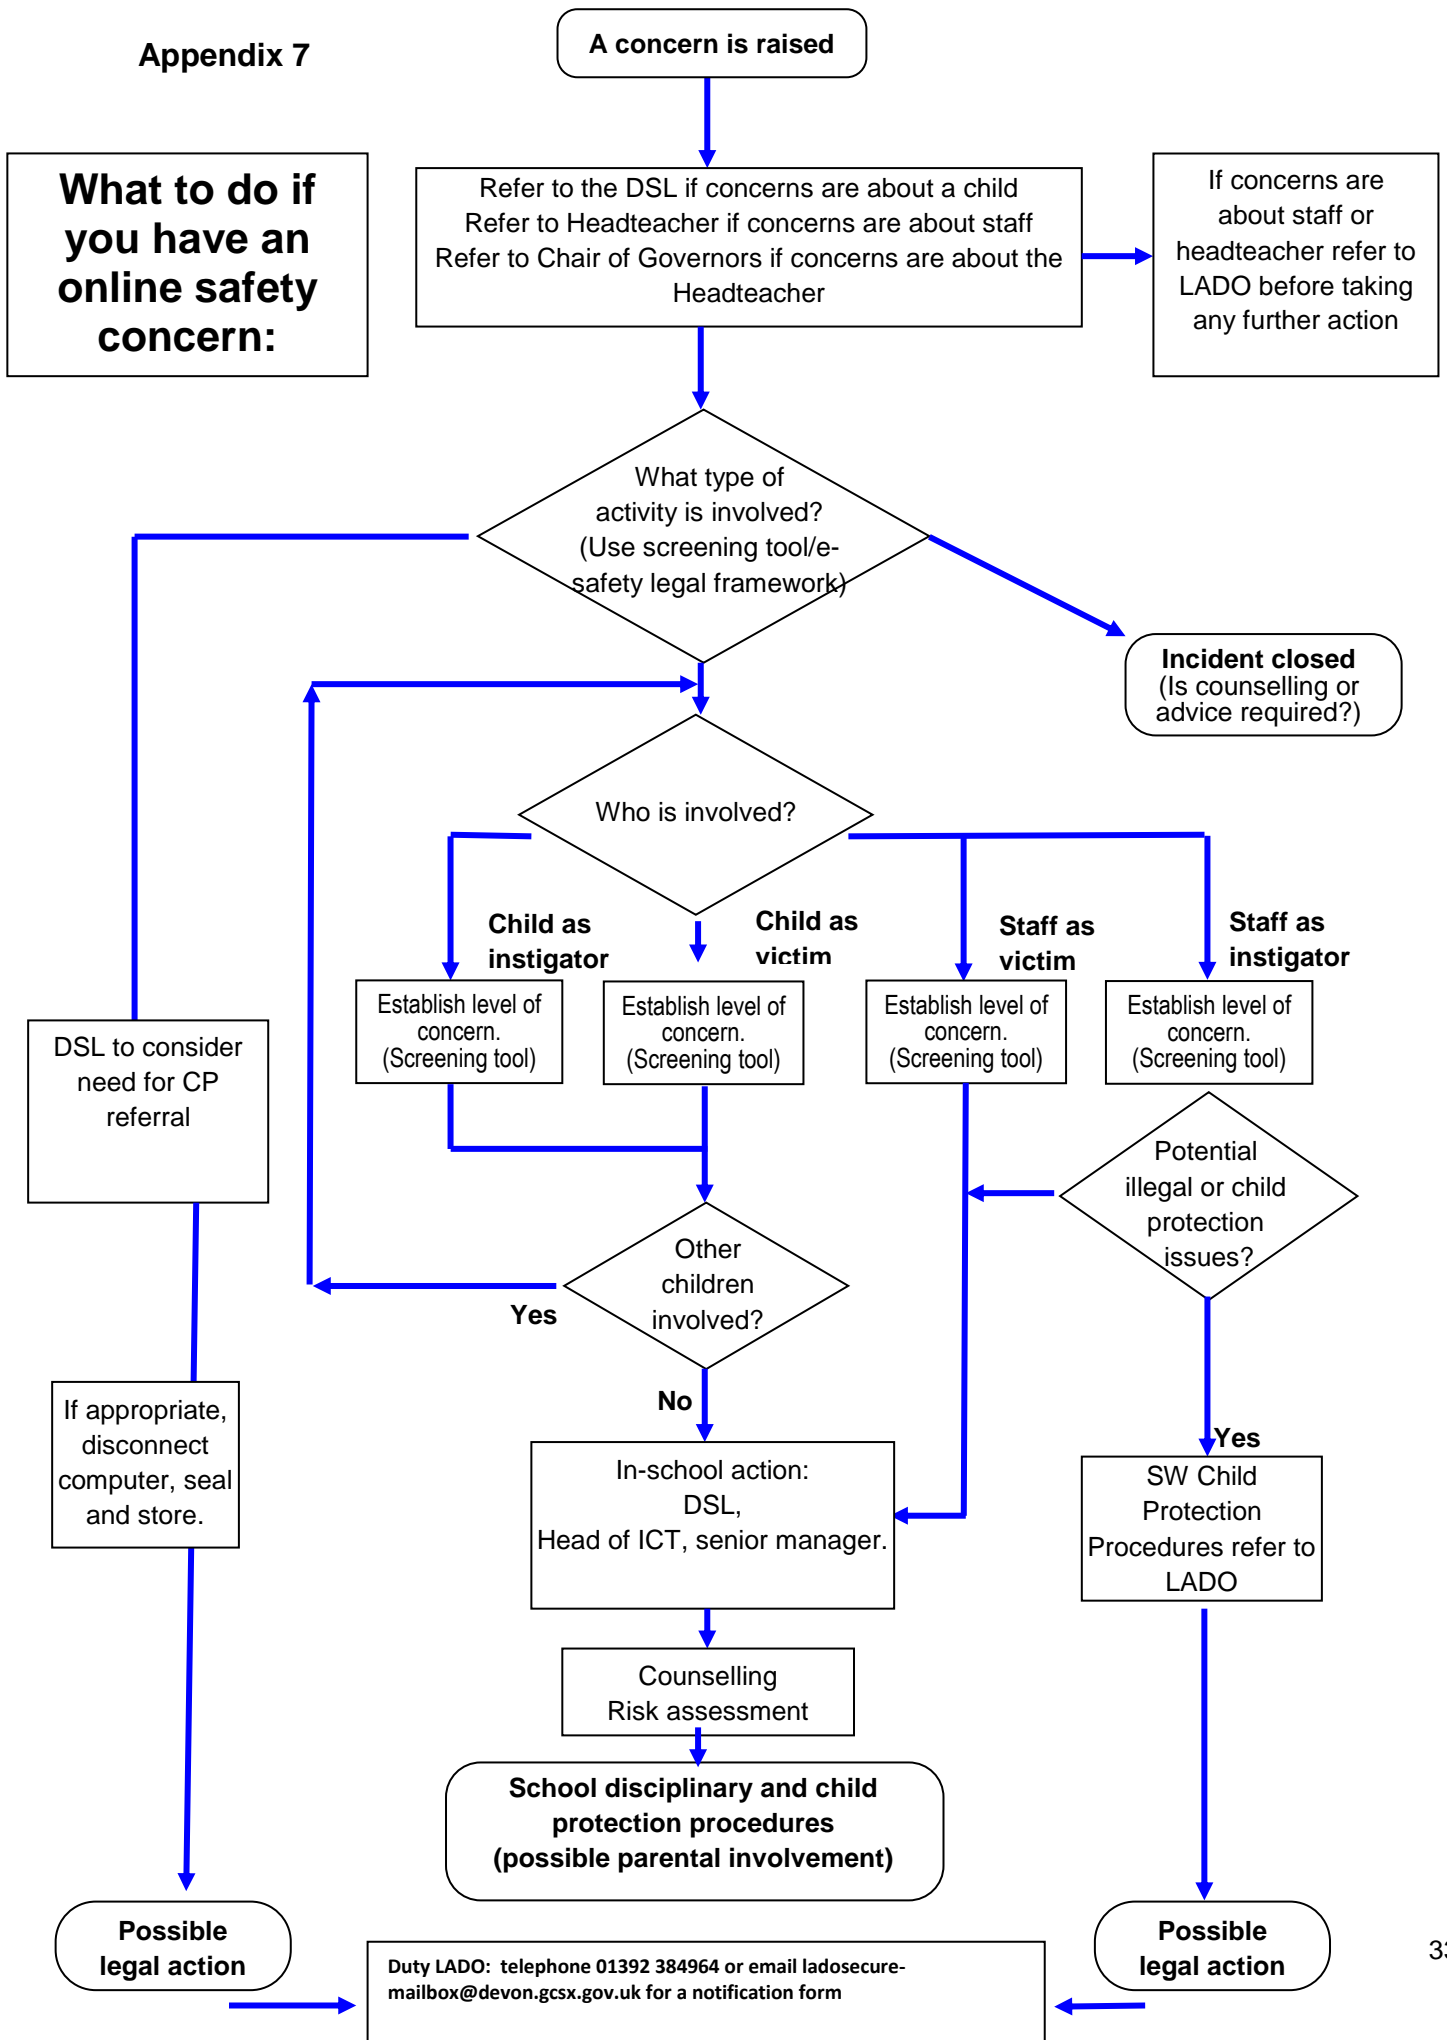 Appendix 7
A concern is raised
What to do if
you have an
online safety
concern:
Refer to the DSL if concerns are about a child
Refer to Headteacher if concerns are about staff
Refer to Chair of Governors if concerns are about the
Headteacher
If concerns are
about staff or
headteacher refer to
LADO before taking
any further action
What type of
activity is involved?
(Use screening tool/e-
safety legal framework)
Incident closed
(Is counselling or
advice required?)
Who is involved?
Child as
instigator
Child as
victim
Staff as
victim
Staff as
instigator
Establish level of
concern.
(Screening tool)
Establish level of
concern.
(Screening tool)
Establish level of
concern.
(Screening tool)
Establish level of
concern.
(Screening tool)
DSL to consider
need for CP
referral
Potential
illegal or child
protection
issues?
Other
children
involved?
Yes
No
Yes
If appropriate,
disconnect
computer, seal
and store.
In-school action:
DSL,
Head of ICT, senior manager.
SW Child
Protection
Procedures refer to
LADO
Counselling
Risk assessment
School disciplinary and child
protection procedures
(possible parental involvement)
Possible
legal action
Possible
legal action
Duty LADO: telephone 01392 384964 or email ladosecure-
mailbox@devon.gcsx.gov.uk for a notification form